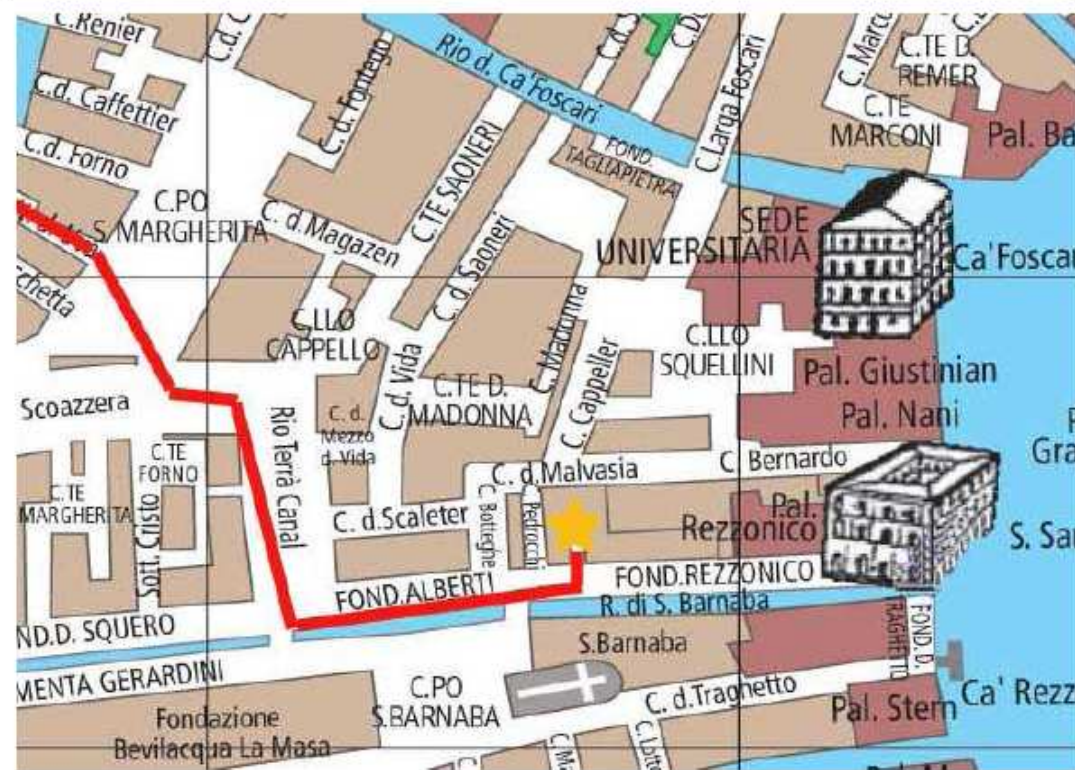 C.Renier
C.d. Caffettier
C.d. Forno
C.PO
S. MARGHERITA
Scoazzera
C.d. Fontego
Rio d. Ca'Foscari
C.TE SAONERI
C. d. Magazen
C. d. Saoneri
C.LLO
CAPPELLO
C.d. Vida
C. d.
Mezzo
d. Vida
C.TE D.
MADONNA
C. Madonna
C. Cappeller
FOND.
TAGLIAPIETRA
C.Larga Foscari
C. Marco
C.TE D.
REMER
C.TE
MARCONI
Pal. Ba
SEDE
UNIVERSITARIA
Ca'Foscar
C.LLO
SQUELLINI
Pal. Giustinian
Pal. Nani
C. Bernardo
C. d.Malvasia
Pal.
Rezzonico
Gra
S. Sa
C.TE
FORNO
C.TE
MARGHERITA
Sott. Cristo
Rio Terrà Canal
C. d.Scaleter
C. Botteghe
C. Pedrocchi
FOND.ALBERTI
FOND.REZZONICO
R. di S. Barnaba
ND.D. SQUERO
MENTA GERARDINI
C.PO
S.BARNABA
S.Barnaba
C. d.Traghetto
FOND. D.
TRAGHETTO
Pal. Stern
Ca' Rezz
Fondazione
Bevilacqua La Masa